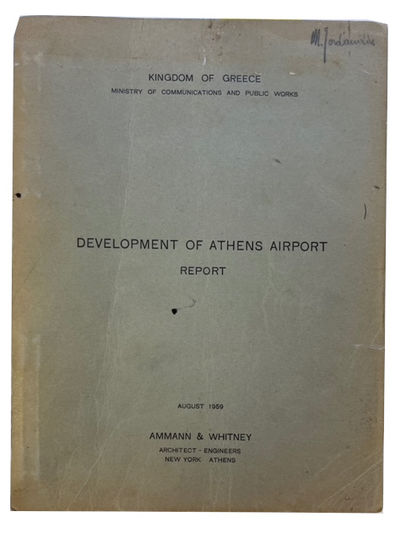 KINGDOM OF GREECE
MINISTRY OF COMMUNICATIONS AND PUBLIC WORKS
DEVELOPMENT OF ATHENS AIRPORT
REPORT
AUGUST 1959
AMMANN & WHITNEY
ARCHITECT - ENGINEERS
NEW YORK ATHENS